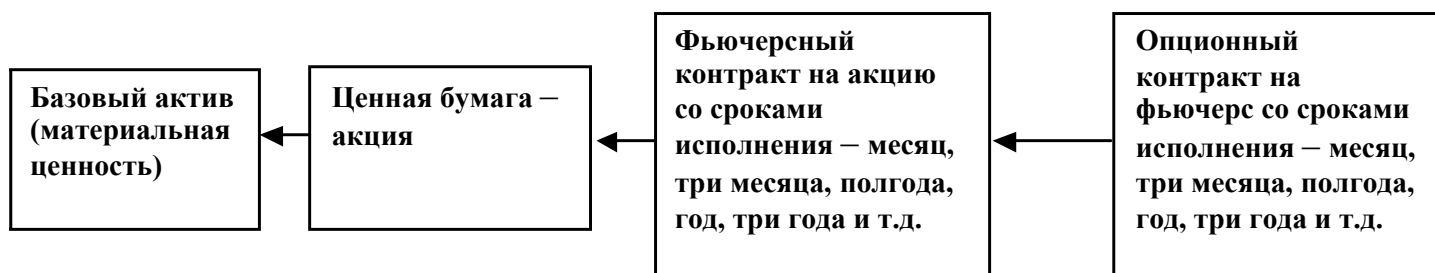 Базовый актив
(материальная
ценность)
Ценная бумага –
акция
Фьючерсный
контракт на акцию
со сроками
исполнения – месяц,
три месяца, полгода,
год, три года и т.д.
Опционный
контракт на
фьючерс со сроками
исполнения – месяц,
три месяца, полгода,
год, три года и т.д.